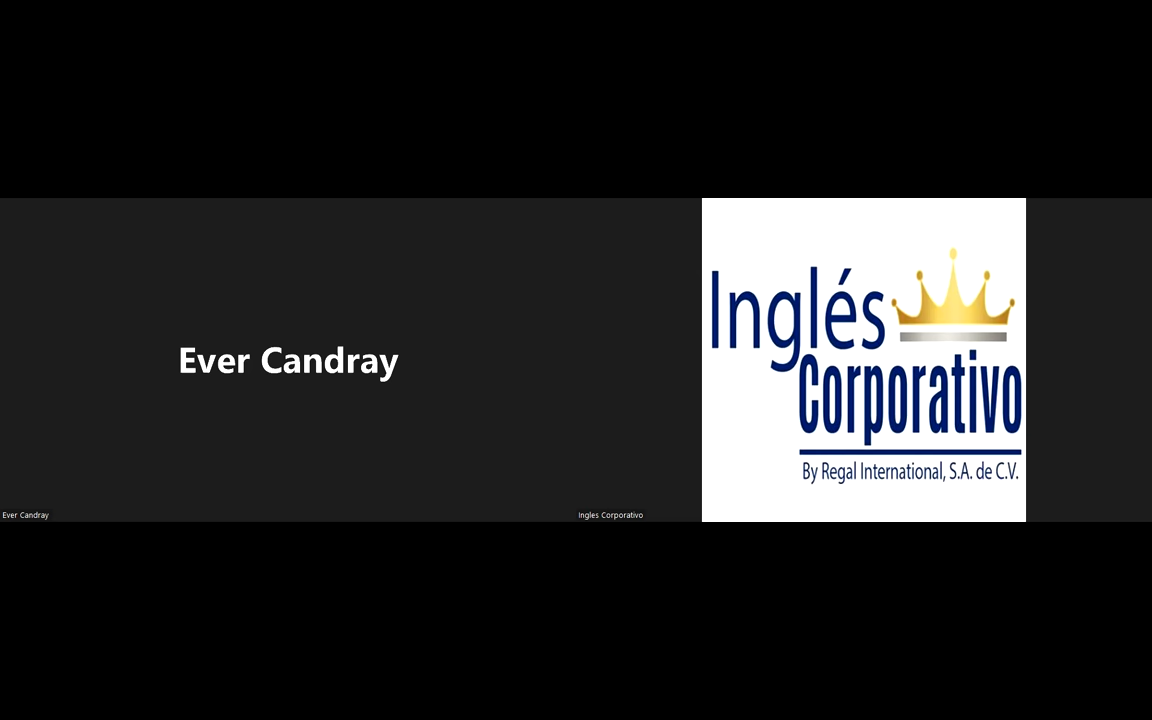 Ever Candray
Ever Candray
Inglés
Corporativo
By Regal International, S.A. de C.V.
Ingles Corporativo